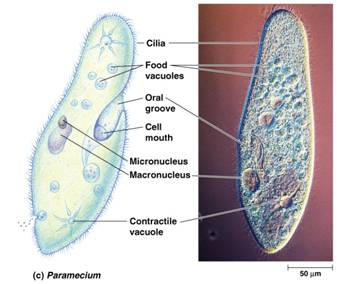 Cilia
Food
vacuoles
Oral
groove
Cell
mouth
Micronucleus
Macronucleus
Contractile
vacuole
(c) Paramecium
50 µm